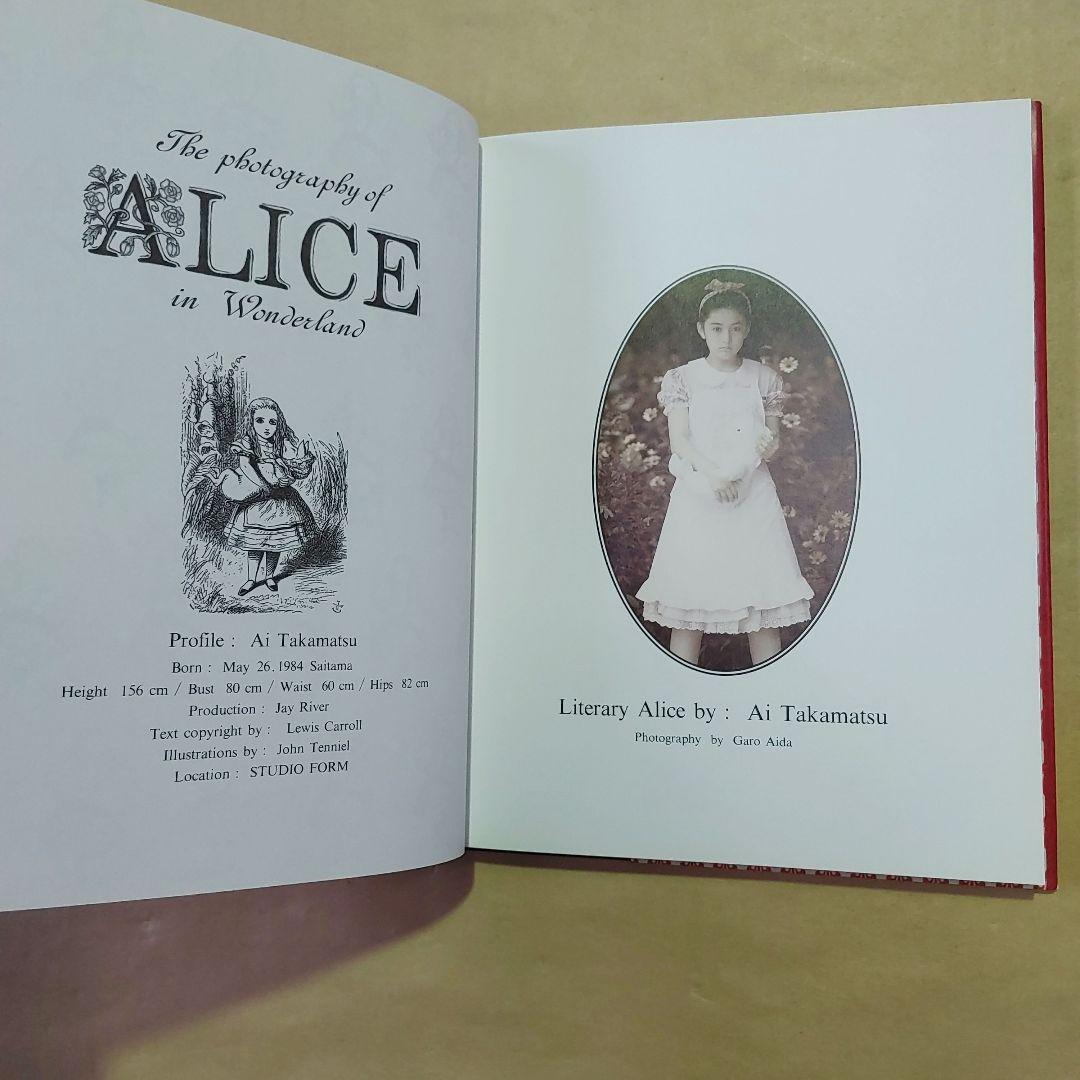 The photography of
ALICE
in Wonderland
Profile : Ai Takamatsu
Born : May 26, 1984 Saitama
Height 156 cm / Bust 80 cm / Waist 60 cm / Hips 82 cm
Production : Jay River
Text copyright by : Lewis Carroll
Illustrations by : John Tenniel
Location : STUDIO FORM
Literary Alice by : Ai Takamatsu
Photography by Garo Aida